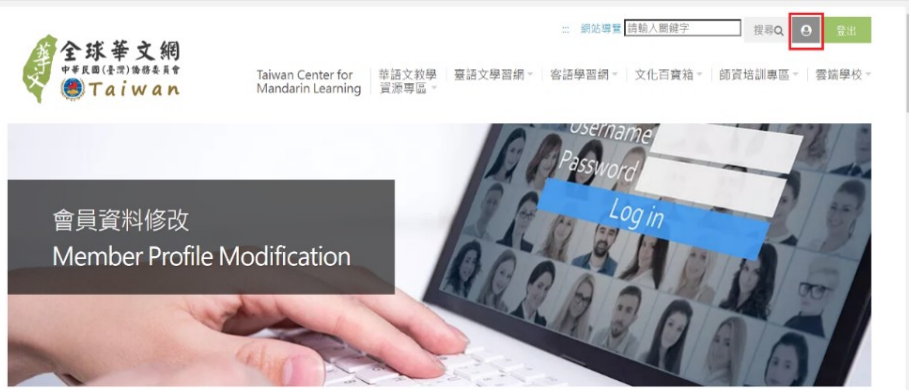 ::: 網站導覽 請輸入關鍵字 搜尋 登出
華文
全球華文網
中華民國(臺灣)僑務委員會
Taiwan
Taiwan Center for
Mandarin Learning
華語文教學
資源專區
臺語文學習網
客語學習網
文化百寶箱
師資培訓專區
雲端學校
Username
Password
Log in
會員資料修改
Member Profile Modification